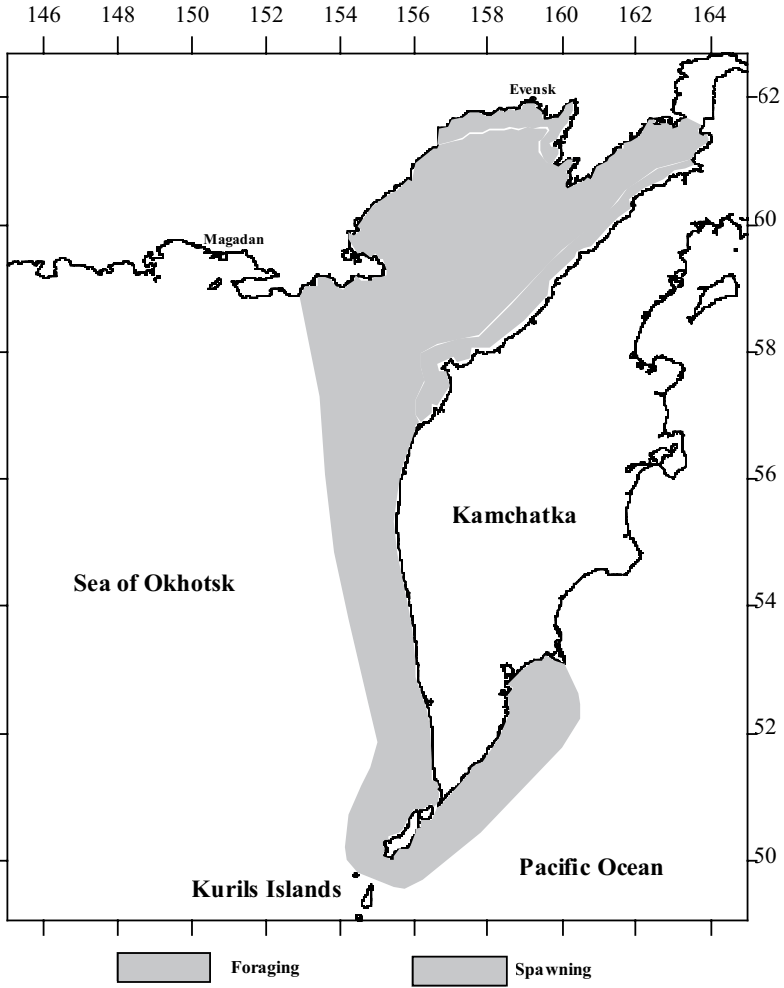 146 148 150 152 154 156 158 160 162 164
Evensk
62
60
Magadan
58
56
Kamchatka
Sea of Okhotsk
54
52
50
Pacific Ocean
Kurils Islands
Foraging Spawning